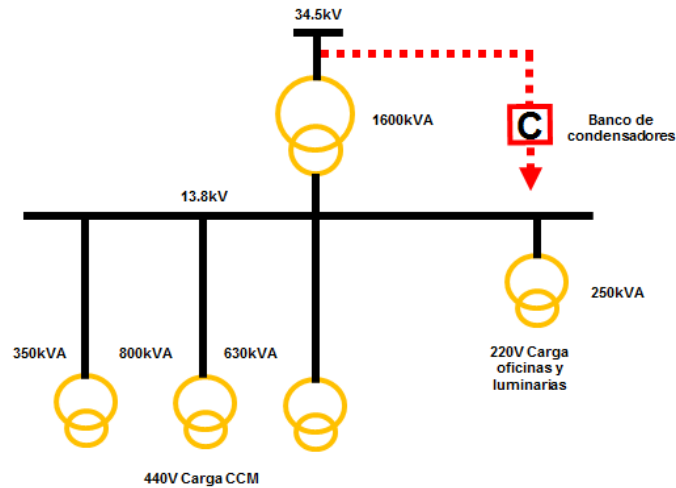 34.5kV
1600kVA
C
Banco de
condensadores
13.8kV
250kVA
350kVA
800kVA
630kVA
220V Carga
oficinas y
luminarias
440V Carga CCM